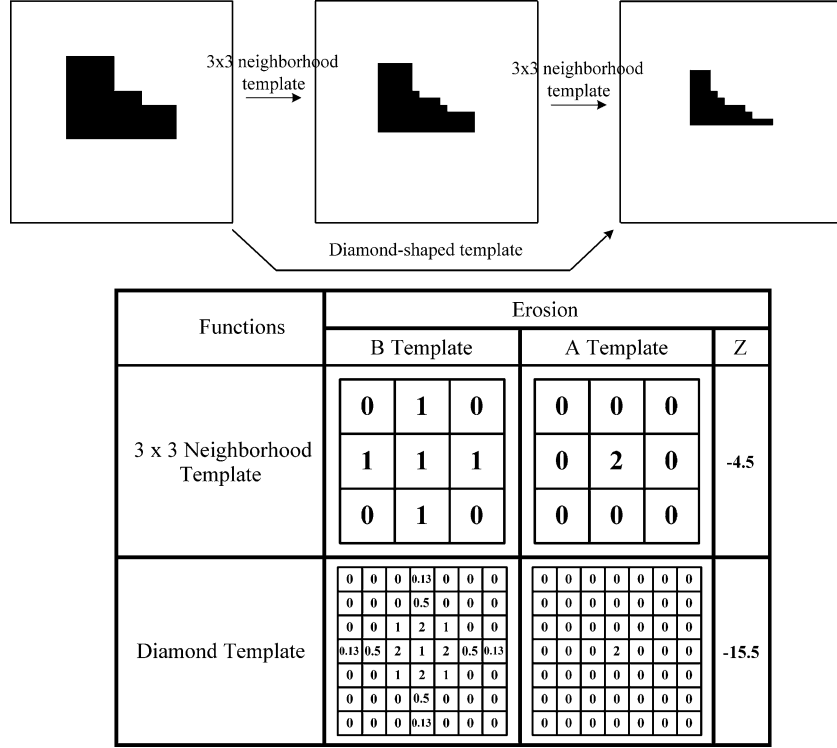 3x3 neighborhood
template
3x3 neighborhood
template
Diamond-shaped template
Functions
Erosion
B Template
A Template
Z
3 x 3 Neighborhood
Template
0 1 0
1 1 1
0 1 0
0 0 0
0 2 0
0 0 0
-4.5
Diamond Template
0 0 0 0.13 0 0 0
0 0 0 0.5 0 0 0
0 0 1 2 1 0 0
0.13 0.5 2 1 2 0.5 0.13
0 0 1 2 1 0 0
0 0 0 0.5 0 0 0
0 0 0 0.13 0 0 0
0 0 0 0 0 0 0
0 0 0 0 0 0 0
0 0 0 0 0 0 0
0 0 0 2 0 0 0
0 0 0 0 0 0 0
0 0 0 0 0 0 0
0 0 0 0 0 0 0
-15.5